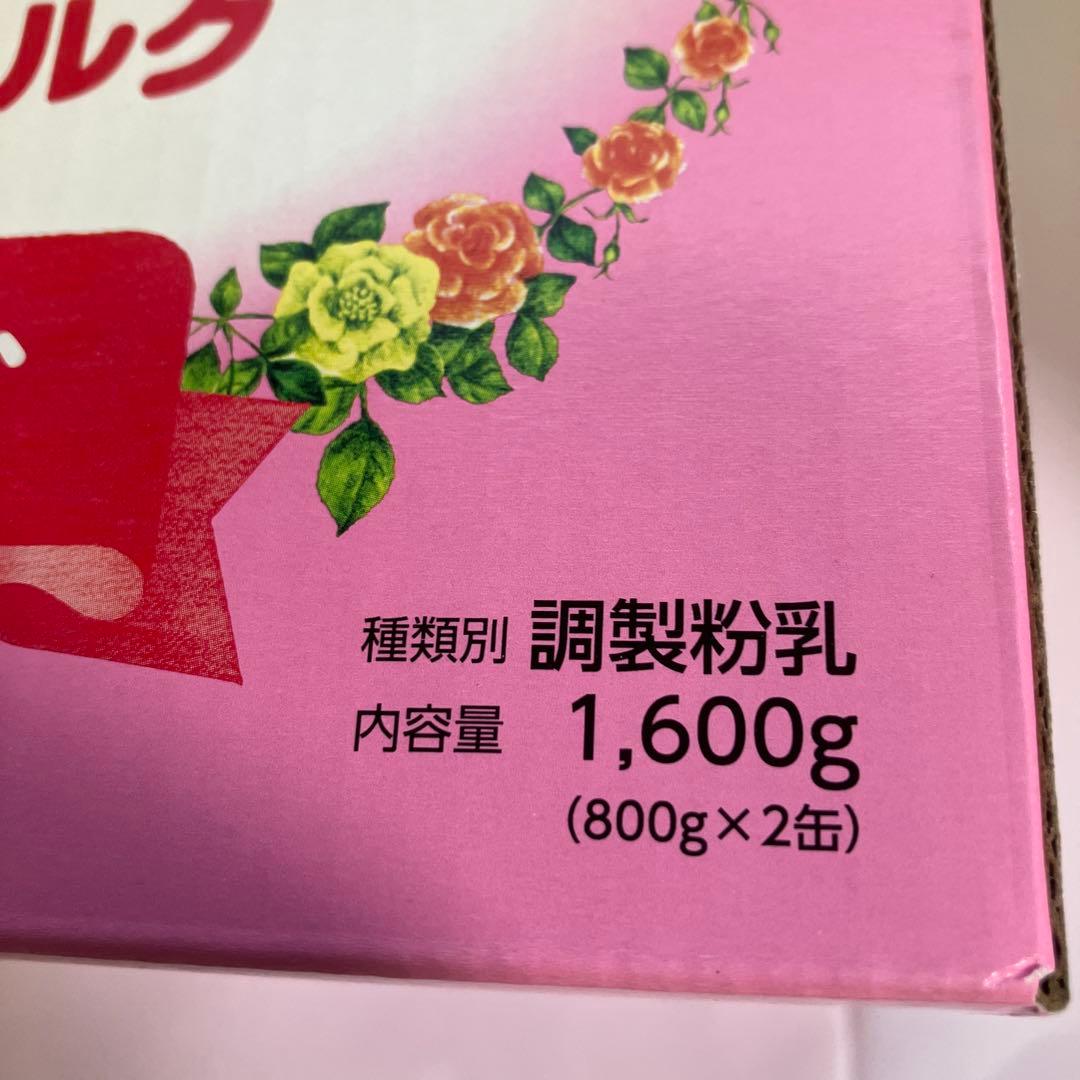 ルク
種類別 調製粉乳
内容量 1,600g
(800g×2缶)